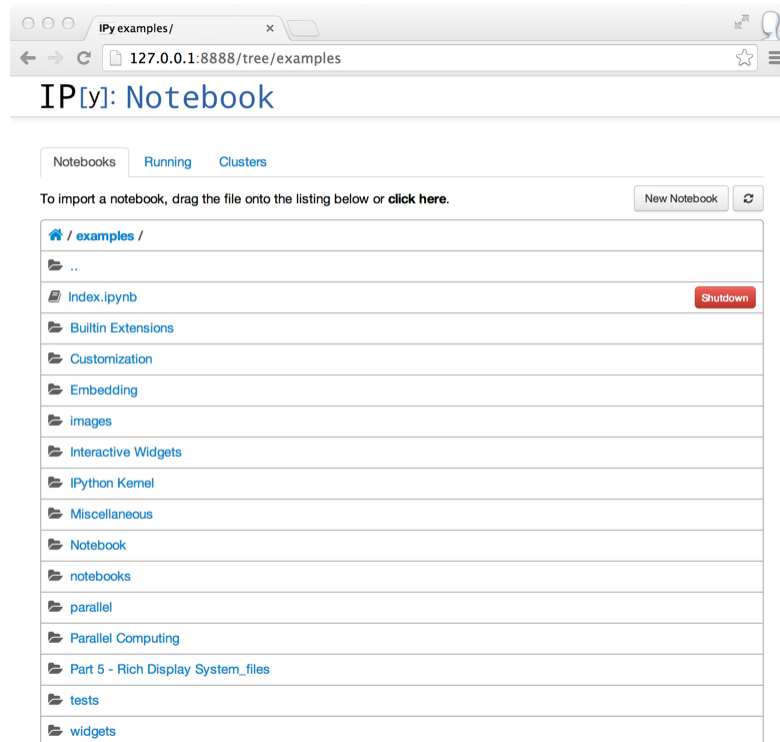 IPy examples/
127.0.0.1:8888/tree/examples
IP[y]: Notebook
Notebooks Running Clusters
To import a notebook, drag the file onto the listing below or click here. New Notebook
/ examples /
..
Index.ipynb Shutdown
Builtin Extensions
Customization
Embedding
images
Interactive Widgets
IPython Kernel
Miscellaneous
Notebook
notebooks
parallel
Parallel Computing
Part 5 - Rich Display System_files
tests
widgets